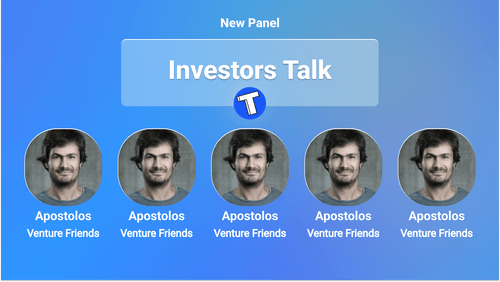 New Panel
Investors Talk
T
Apostolos Apostolos Apostolos Apostolos Apostolos
Venture Friends Venture Friends Venture Friends Venture Friends Venture Friends